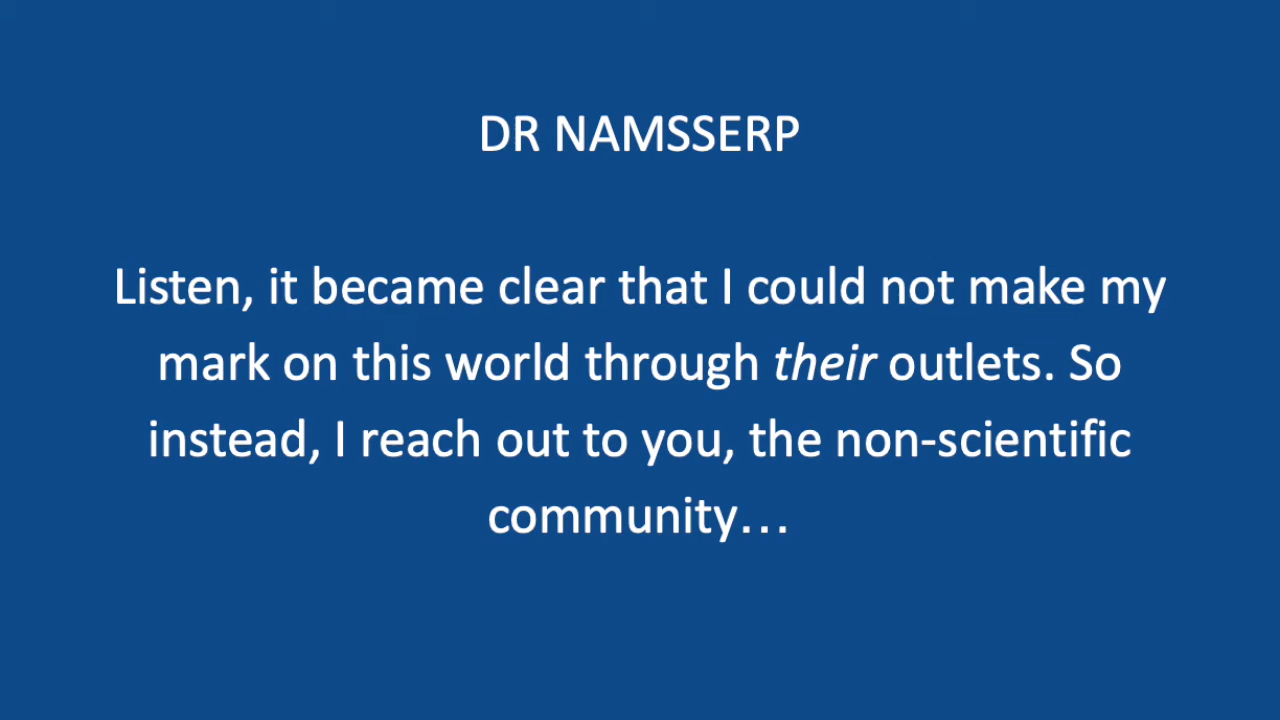 DR NAMSSERP
Listen, it became clear that I could not make my
mark on this world through their outlets. So
instead, I reach out to you, the non-scientific
community…